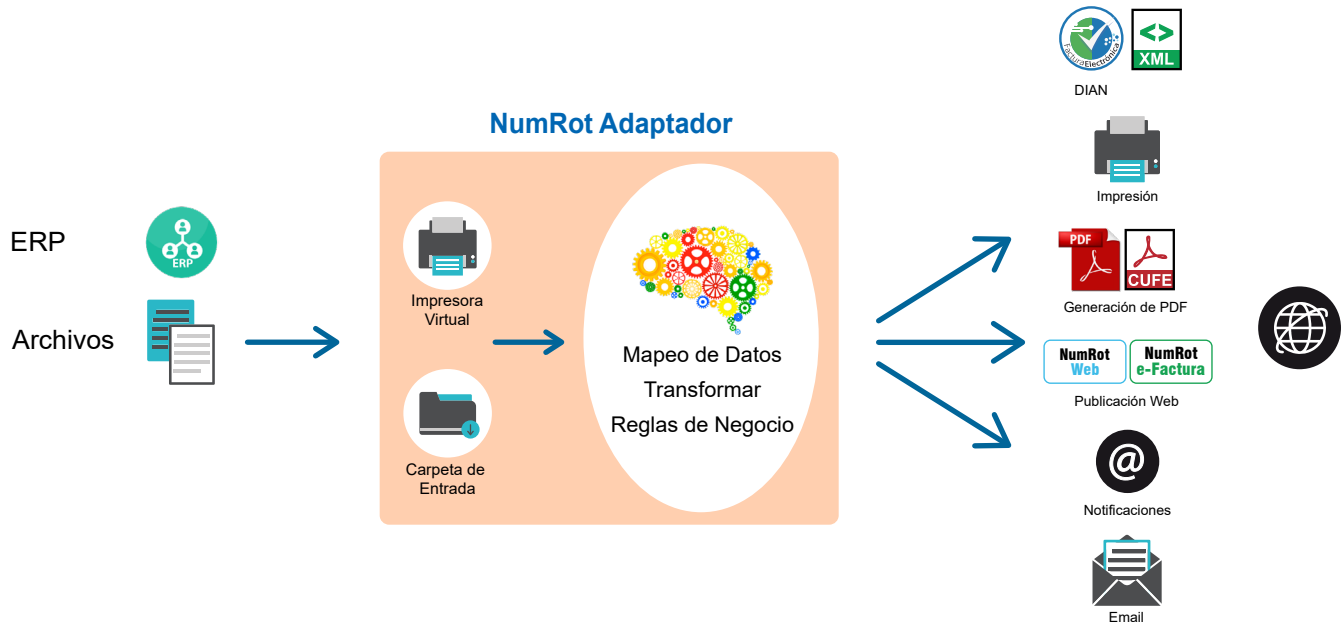 NumRot Adaptador
ERP
ERP
Archivos
Impresora
Virtual
Carpeta de
Entrada
Mapeo de Datos
Transformar
Reglas de Negocio
FacturaElectrónica
<>
XML
DIAN
Impresión
PDF
CUFE
Generación de PDF
NumRot
Web
NumRot
e-Factura
Publicación Web
@
Notificaciones
Email